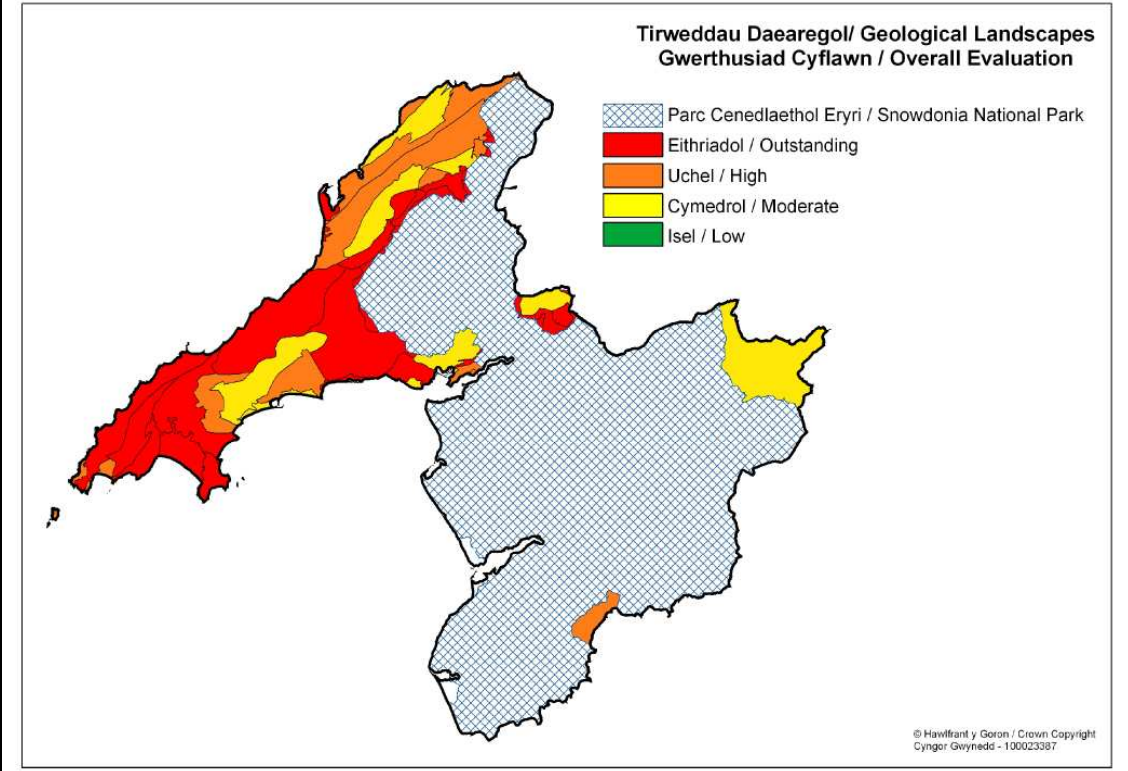 Tirweddau Daearegol/ Geological Landscapes
Gwerthusiad Cyflawn / Overall Evaluation
Parc Cenedlaethol Eryri / Snowdonia National Park
Eithriadol / Outstanding
Uchel / High
Cymedrol / Moderate
Isel / Low
© Hawlfraint y Goron / Crown Copyright
Cyngor Gwynedd - 100023387